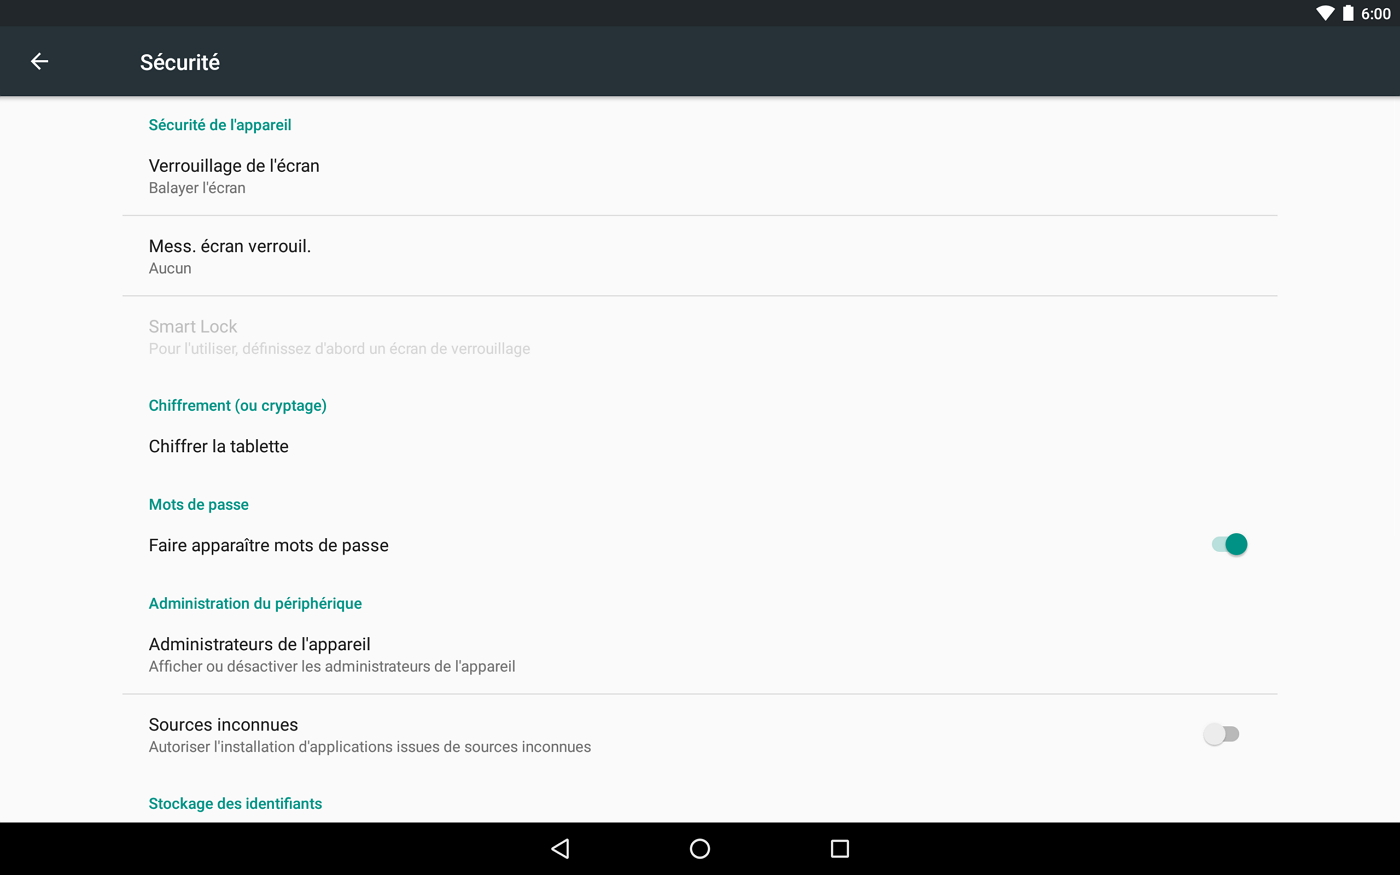 6:00
Sécurité
Sécurité de l'appareil
Verrouillage de l'écran
Balayer l'écran
Mess. écran verrouil.
Aucun
Smart Lock
Pour l'utiliser, définissez d'abord un écran de verrouillage
Chiffrement (ou cryptage)
Chiffrer la tablette
Mots de passe
Faire apparaître mots de passe
Administration du périphérique
Administrateurs de l'appareil
Afficher ou désactiver les administrateurs de l'appareil
Sources inconnues
Autoriser l'installation d'applications issues de sources inconnues
Stockage des identifiants